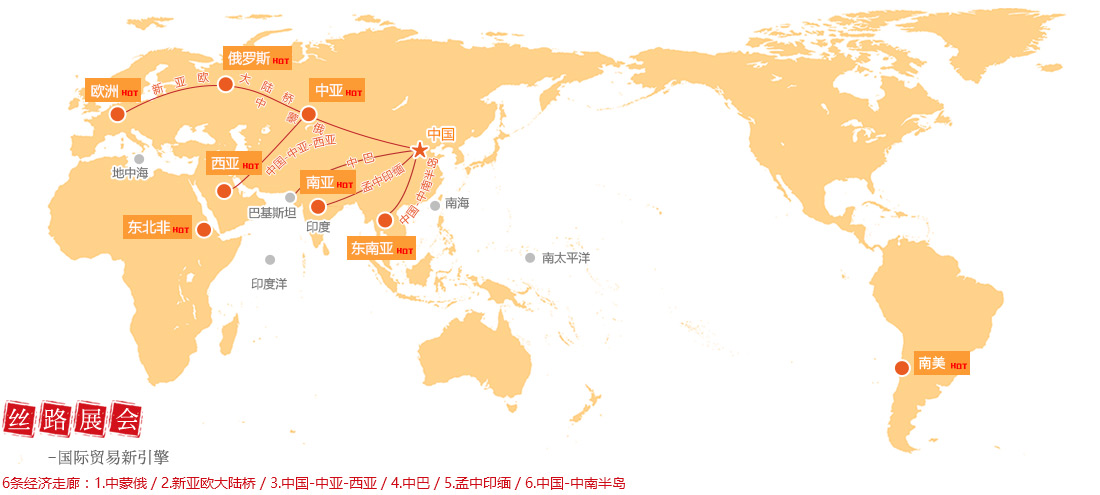 俄罗斯 HOT
欧洲 HOT
新亚欧大陆桥
中亚 HOT
中蒙俄
中国
中国-中亚-西亚
地中海
西亚 HOT
中-巴
南亚 HOT
孟中印缅
中国-中南半岛
巴基斯坦
南海
东北非 HOT
印度
东南亚 HOT
南太平洋
印度洋
南美 HOT
丝路展会
-国际贸易新引擎
6条经济走廊：1.中蒙俄 / 2.新亚欧大陆桥 / 3.中国-中亚-西亚 / 4.中巴 / 5.孟中印缅 / 6.中国-中南半岛